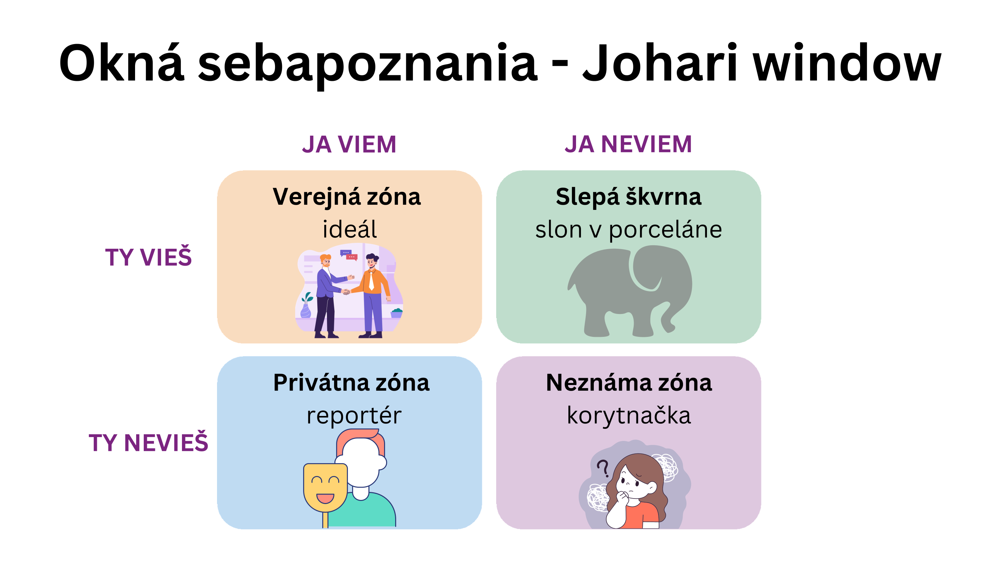 Okná sebapoznania - Johari window
JA VIEM
JA NEVIEM
TY VIEŠ
Verejná zóna
ideál
Slepá škvrna
slon v porceláne
TY NEVIEŠ
Privátna zóna
reportér
Neznáma zóna
korytnačka
?